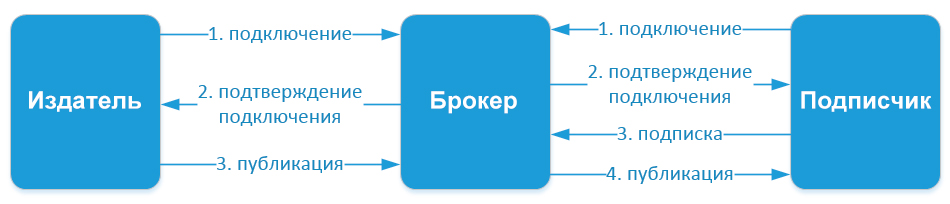 Издатель
1. подключение
2. подтверждение
подключения
3. публикация
Брокер
1. подключение
2. подтверждение
подключения
3. подписка
4. публикация
Подписчик